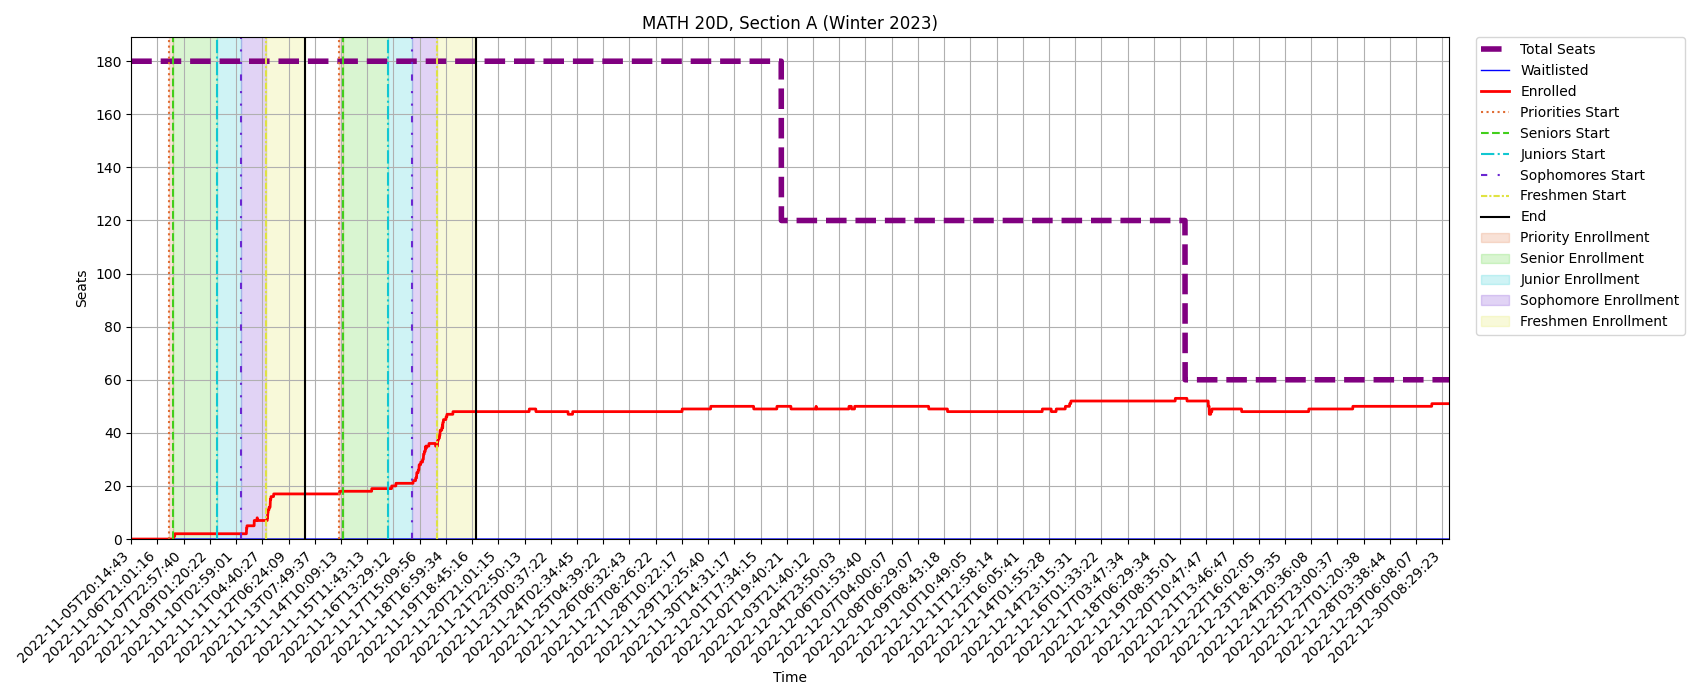 MATH 20D, Section A (Winter 2023)
Seats
180
160
140
120
100
80
60
40
20
0
2022-11-05T20:14:43
2022-11-06T21:01:16
2022-11-07T22:57:40
2022-11-09T01:20:22
2022-11-10T02:59:01
2022-11-11T04:40:27
2022-11-12T06:24:09
2022-11-13T07:49:37
2022-11-14T10:09:13
2022-11-15T11:43:13
2022-11-16T13:29:12
2022-11-17T15:09:56
2022-11-18T16:59:34
2022-11-19T18:45:16
2022-11-20T21:01:15
2022-11-21T22:50:13
2022-11-23T00:37:22
2022-11-24T02:34:45
2022-11-25T04:39:22
2022-11-26T06:32:43
2022-11-27T08:26:22
2022-11-28T10:22:17
2022-11-29T12:25:40
2022-11-30T14:31:17
2022-12-01T17:34:15
2022-12-02T19:40:21
2022-12-03T21:40:12
2022-12-04T23:50:03
2022-12-06T01:53:40
2022-12-07T04:00:07
2022-12-08T06:29:07
2022-12-09T08:43:18
2022-12-10T10:49:05
2022-12-11T12:58:14
2022-12-12T16:05:41
2022-12-14T01:55:28
2022-12-14T23:15:31
2022-12-16T01:33:22
2022-12-17T03:47:34
2022-12-18T06:29:34
2022-12-19T08:35:01
2022-12-20T10:47:47
2022-12-21T13:46:47
2022-12-22T16:02:05
2022-12-23T18:19:35
2022-12-24T20:36:08
2022-12-25T23:00:37
2022-12-27T01:20:38
2022-12-28T03:38:44
2022-12-29T06:08:07
2022-12-30T08:29:23
Time
Total Seats
Waitlisted
Enrolled
Priorities Start
Seniors Start
Juniors Start
Sophomores Start
Freshmen Start
End
Priority Enrollment
Senior Enrollment
Junior Enrollment
Sophomore Enrollment
Freshmen Enrollment